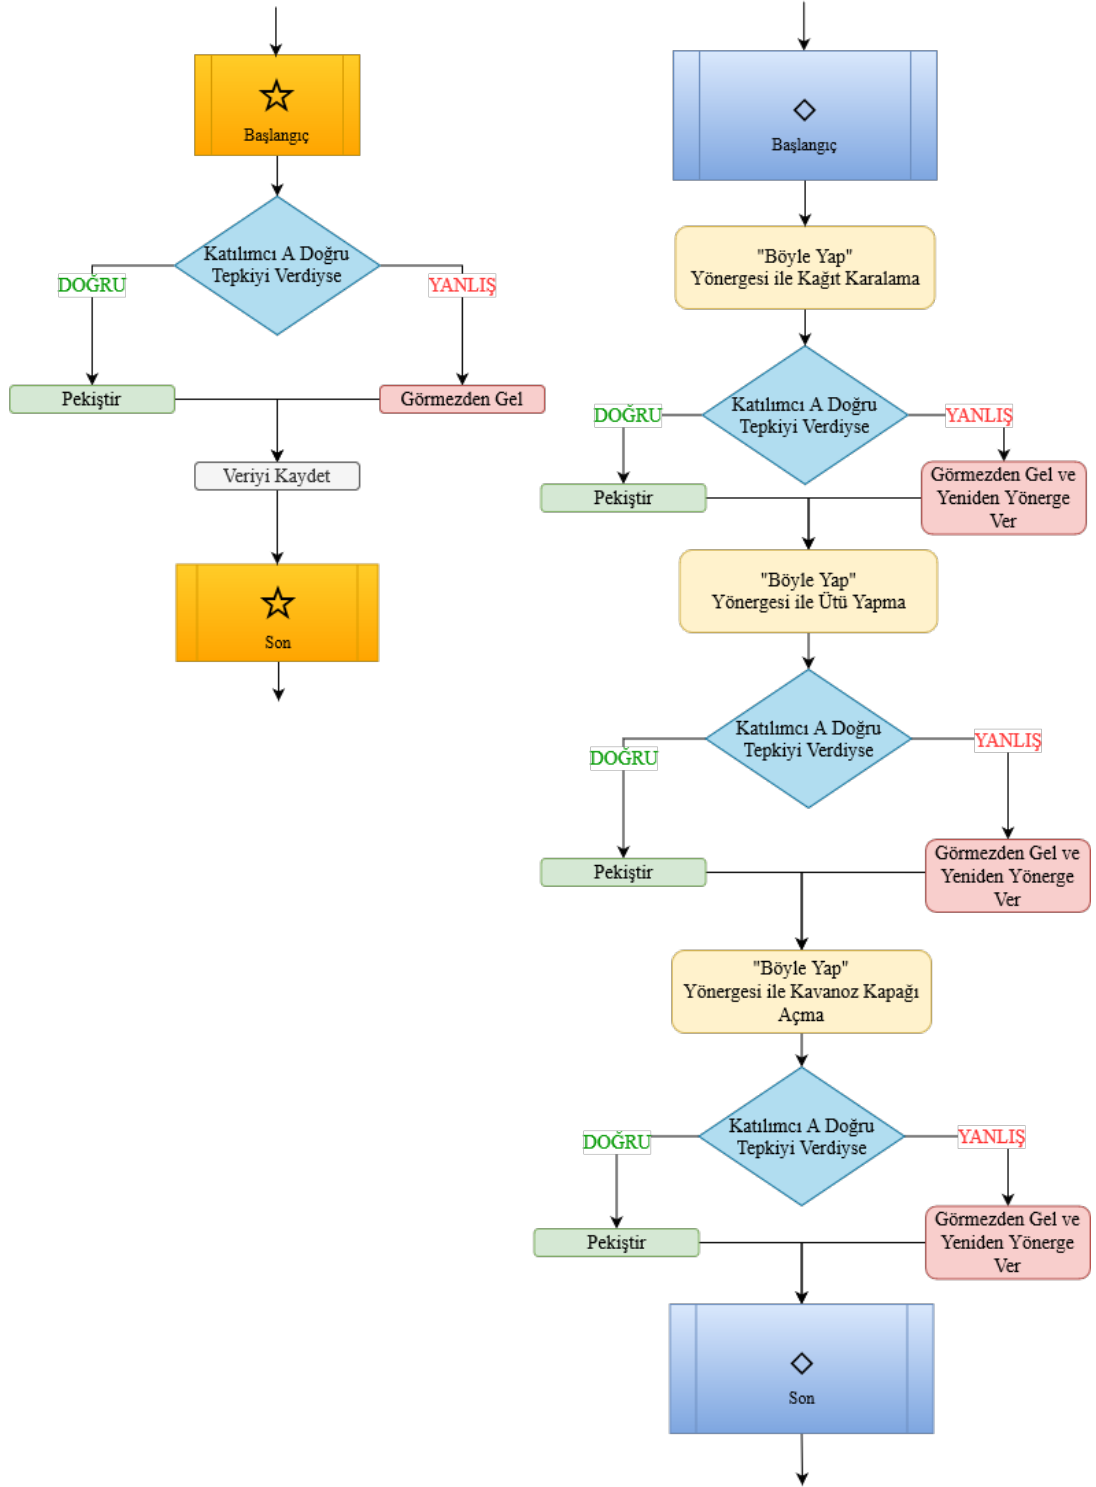 Başlangıç
Katılımcı A Doğru
Tepkiyi Verdiyse
DOĞRU
YANLIŞ
Pekiştir
Görmezden Gel
Veriyi Kaydet
Son
Başlangıç
"Böyle Yap"
Yönergesi ile Kağıt Karalama
Katılımcı A Doğru
Tepkiyi Verdiyse
DOĞRU
YANLIŞ
Pekiştir
Görmezden Gel ve
Yeniden Yönerge
Ver
"Böyle Yap"
Yönergesi ile Ütü Yapma
Katılımcı A Doğru
Tepkiyi Verdiyse
DOĞRU
YANLIŞ
Pekiştir
Görmezden Gel ve
Yeniden Yönerge
Ver
"Böyle Yap"
Yönergesi ile Kavanoz Kapağı
Açma
Katılımcı A Doğru
Tepkiyi Verdiyse
DOĞRU
YANLIŞ
Pekiştir
Görmezden Gel ve
Yeniden Yönerge
Ver
Son